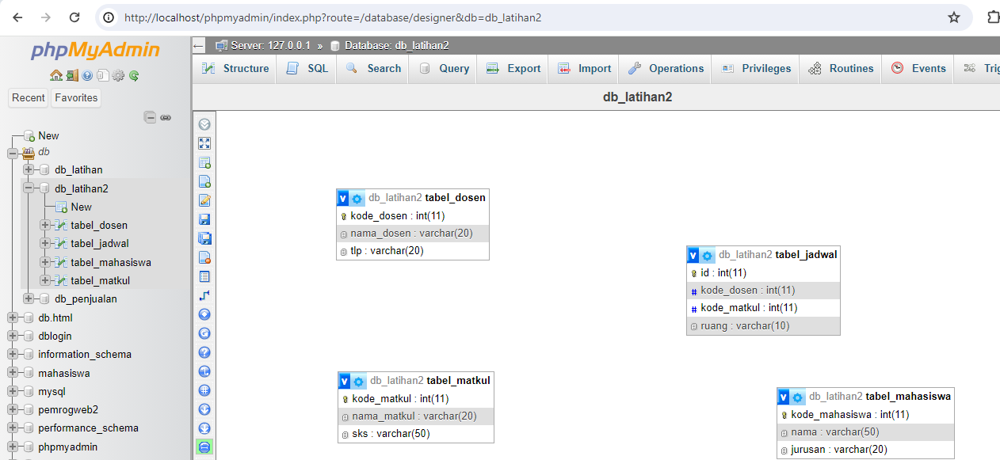 http://localhost/phpmyadmin/index.php?route=/database/designer&db=db_latihan2
phpMyAdmin
Recent Favorites
New
db
db_latihan
db_latihan2
New
tabel_dosen
tabel_jadwal
tabel_mahasiswa
tabel_matkul
db_penjualan
db.html
dblogin
information_schema
mahasiswa
mysql
pemrogweb2
performance_schema
phpmyadmin
Server: 127.0.0.1 » Database: db_latihan2
Structure SQL Search Query Export Import Operations Privileges Routines Events Trig
db_latihan2
V db_latihan2 tabel_dosen
kode_dosen : int(11)
nama_dosen : varchar(20)
tlp : varchar(20)
V db_latihan2 tabel_jadwal
id : int(11)
# kode_dosen : int(11)
# kode_matkul : int(11)
ruang : varchar(10)
V db_latihan2 tabel_matkul
kode_matkul : int(11)
nama_matkul : varchar(20)
sks : varchar(50)
V db_latihan2 tabel_mahasiswa
kode_mahasiswa : int(11)
nama : varchar(50)
jurusan : varchar(20)